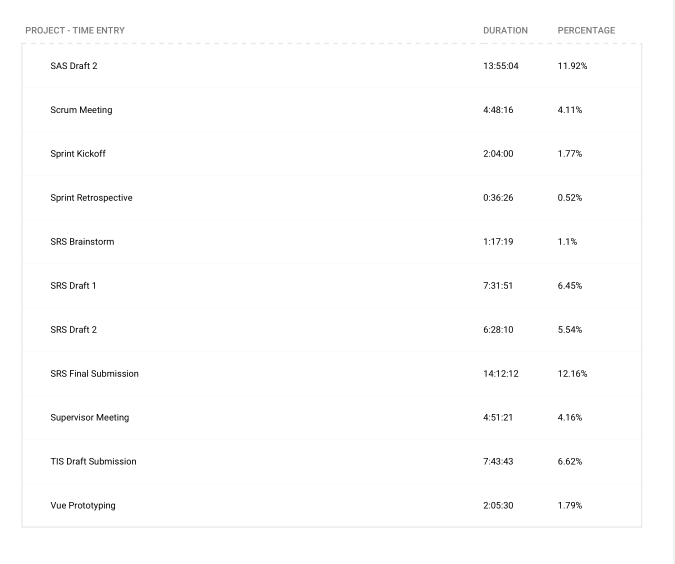 PROJECT - TIME ENTRY DURATION PERCENTAGE
SAS Draft 2 13:55:04 11.92%
Scrum Meeting 4:48:16 4.11%
Sprint Kickoff 2:04:00 1.77%
Sprint Retrospective 0:36:26 0.52%
SRS Brainstorm 1:17:19 1.1%
SRS Draft 1 7:31:51 6.45%
SRS Draft 2 6:28:10 5.54%
SRS Final Submission 14:12:12 12.16%
Supervisor Meeting 4:51:21 4.16%
TIS Draft Submission 7:43:43 6.62%
Vue Prototyping 2:05:30 1.79%